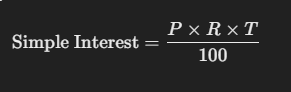 Simple Interest = P × R × T / 100